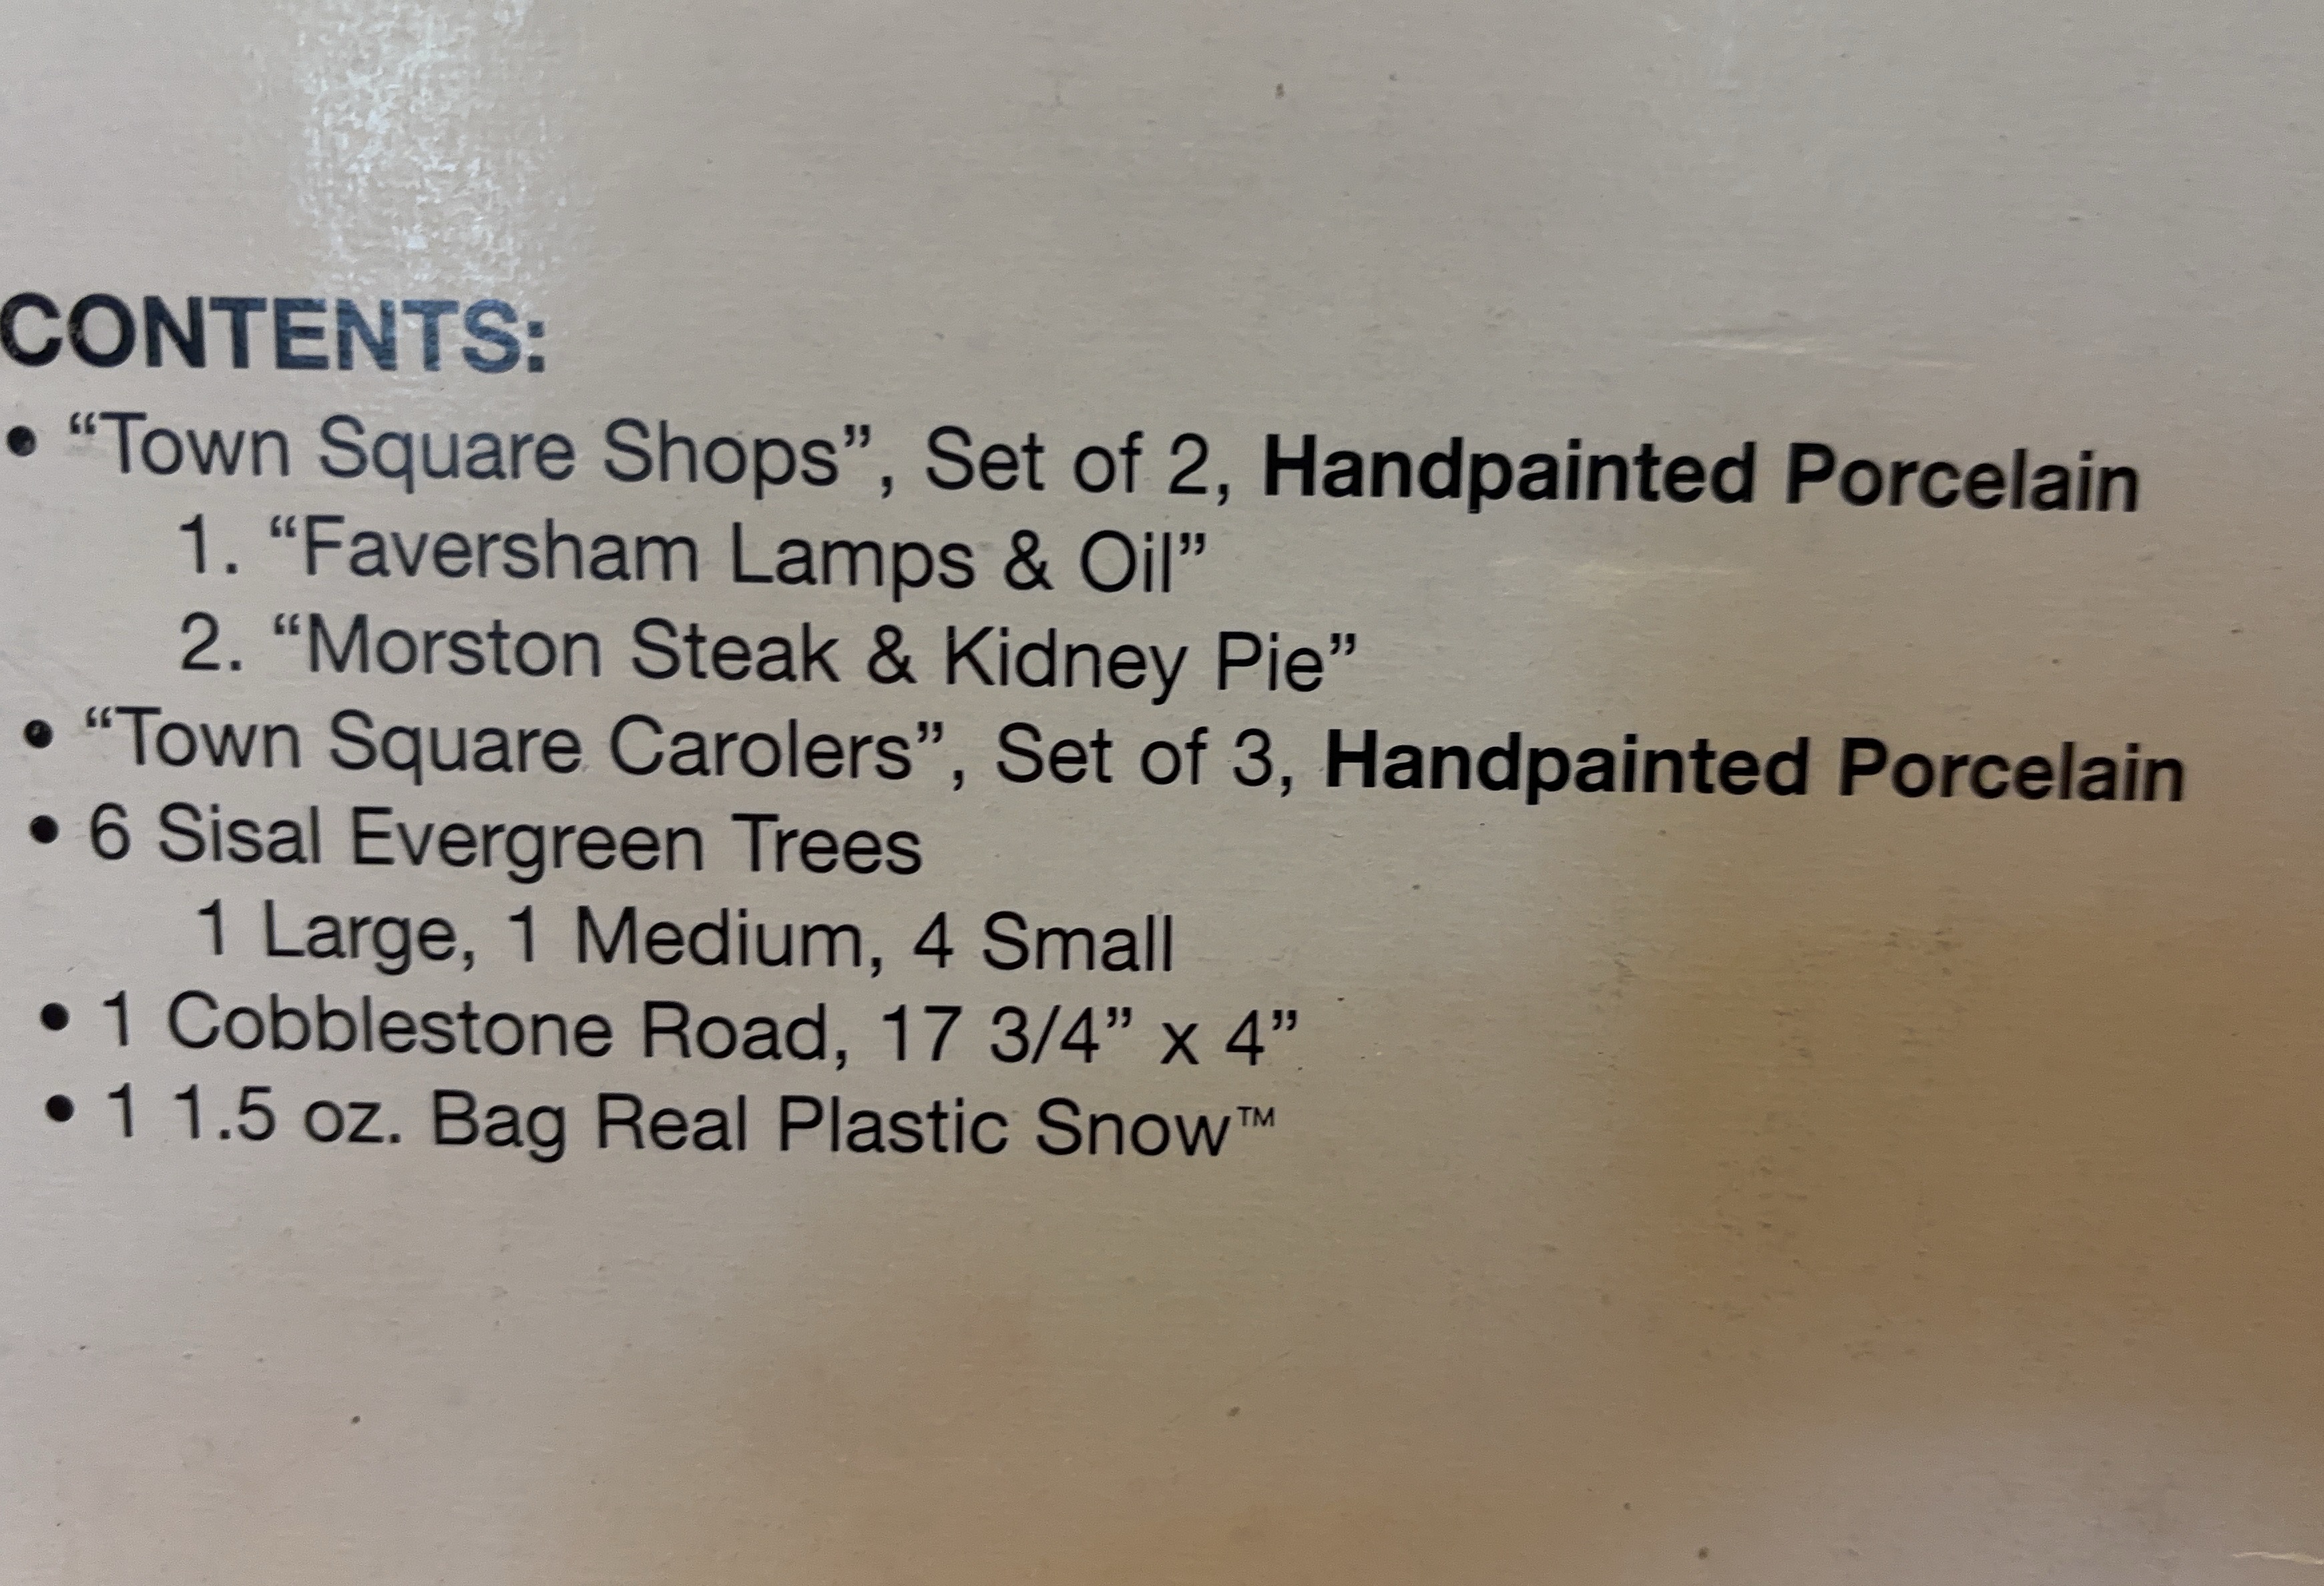 CONTENTS:
• “Town Square Shops”, Set of 2, Handpainted Porcelain
1. “Faversham Lamps & Oil”
2. “Morston Steak & Kidney Pie”
• “Town Square Carolers”, Set of 3, Handpainted Porcelain
• 6 Sisal Evergreen Trees
1 Large, 1 Medium, 4 Small
• 1 Cobblestone Road, 17 3/4” x 4”
• 1 1.5 oz. Bag Real Plastic Snow™